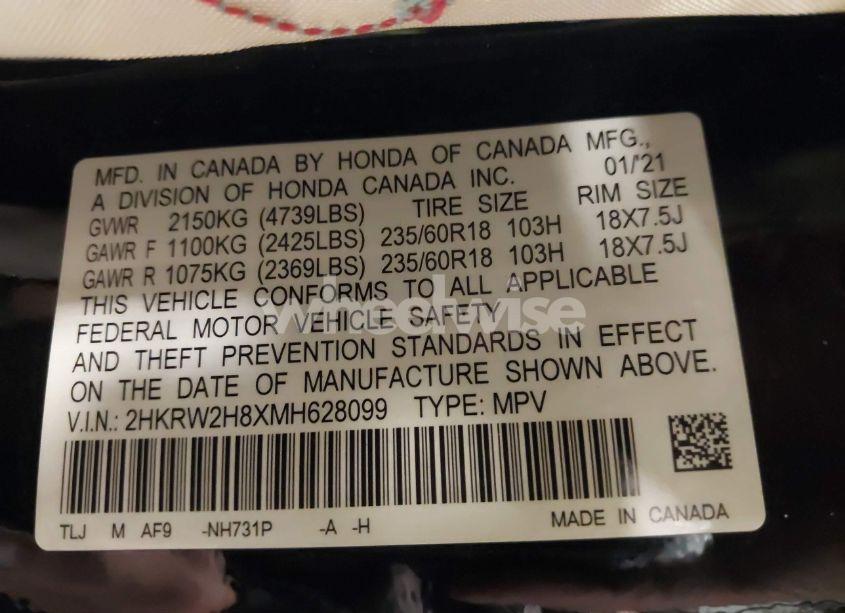 MFD. IN CANADA BY HONDA OF CANADA MFG.,
A DIVISION OF HONDA CANADA INC. 01/'21
GVWR 2150KG (4739LBS) TIRE SIZE RIM SIZE
GAWR F 1100KG (2425LBS) 235/60R18 103H 18X7.5J
GAWR R 1075KG (2369LBS) 235/60R18 103H 18X7.5J
THIS VEHICLE CONFORMS TO ALL APPLICABLE
FEDERAL MOTOR VEHICLE SAFETY
AND THEFT PREVENTION STANDARDS IN EFFECT
ON THE DATE OF MANUFACTURE SHOWN ABOVE.
V.I.N.: 2HKRW2H8XMH628099 TYPE: MPV
TLJ M AF9 -NH731P -A -H MADE IN CANADA
wheelwise